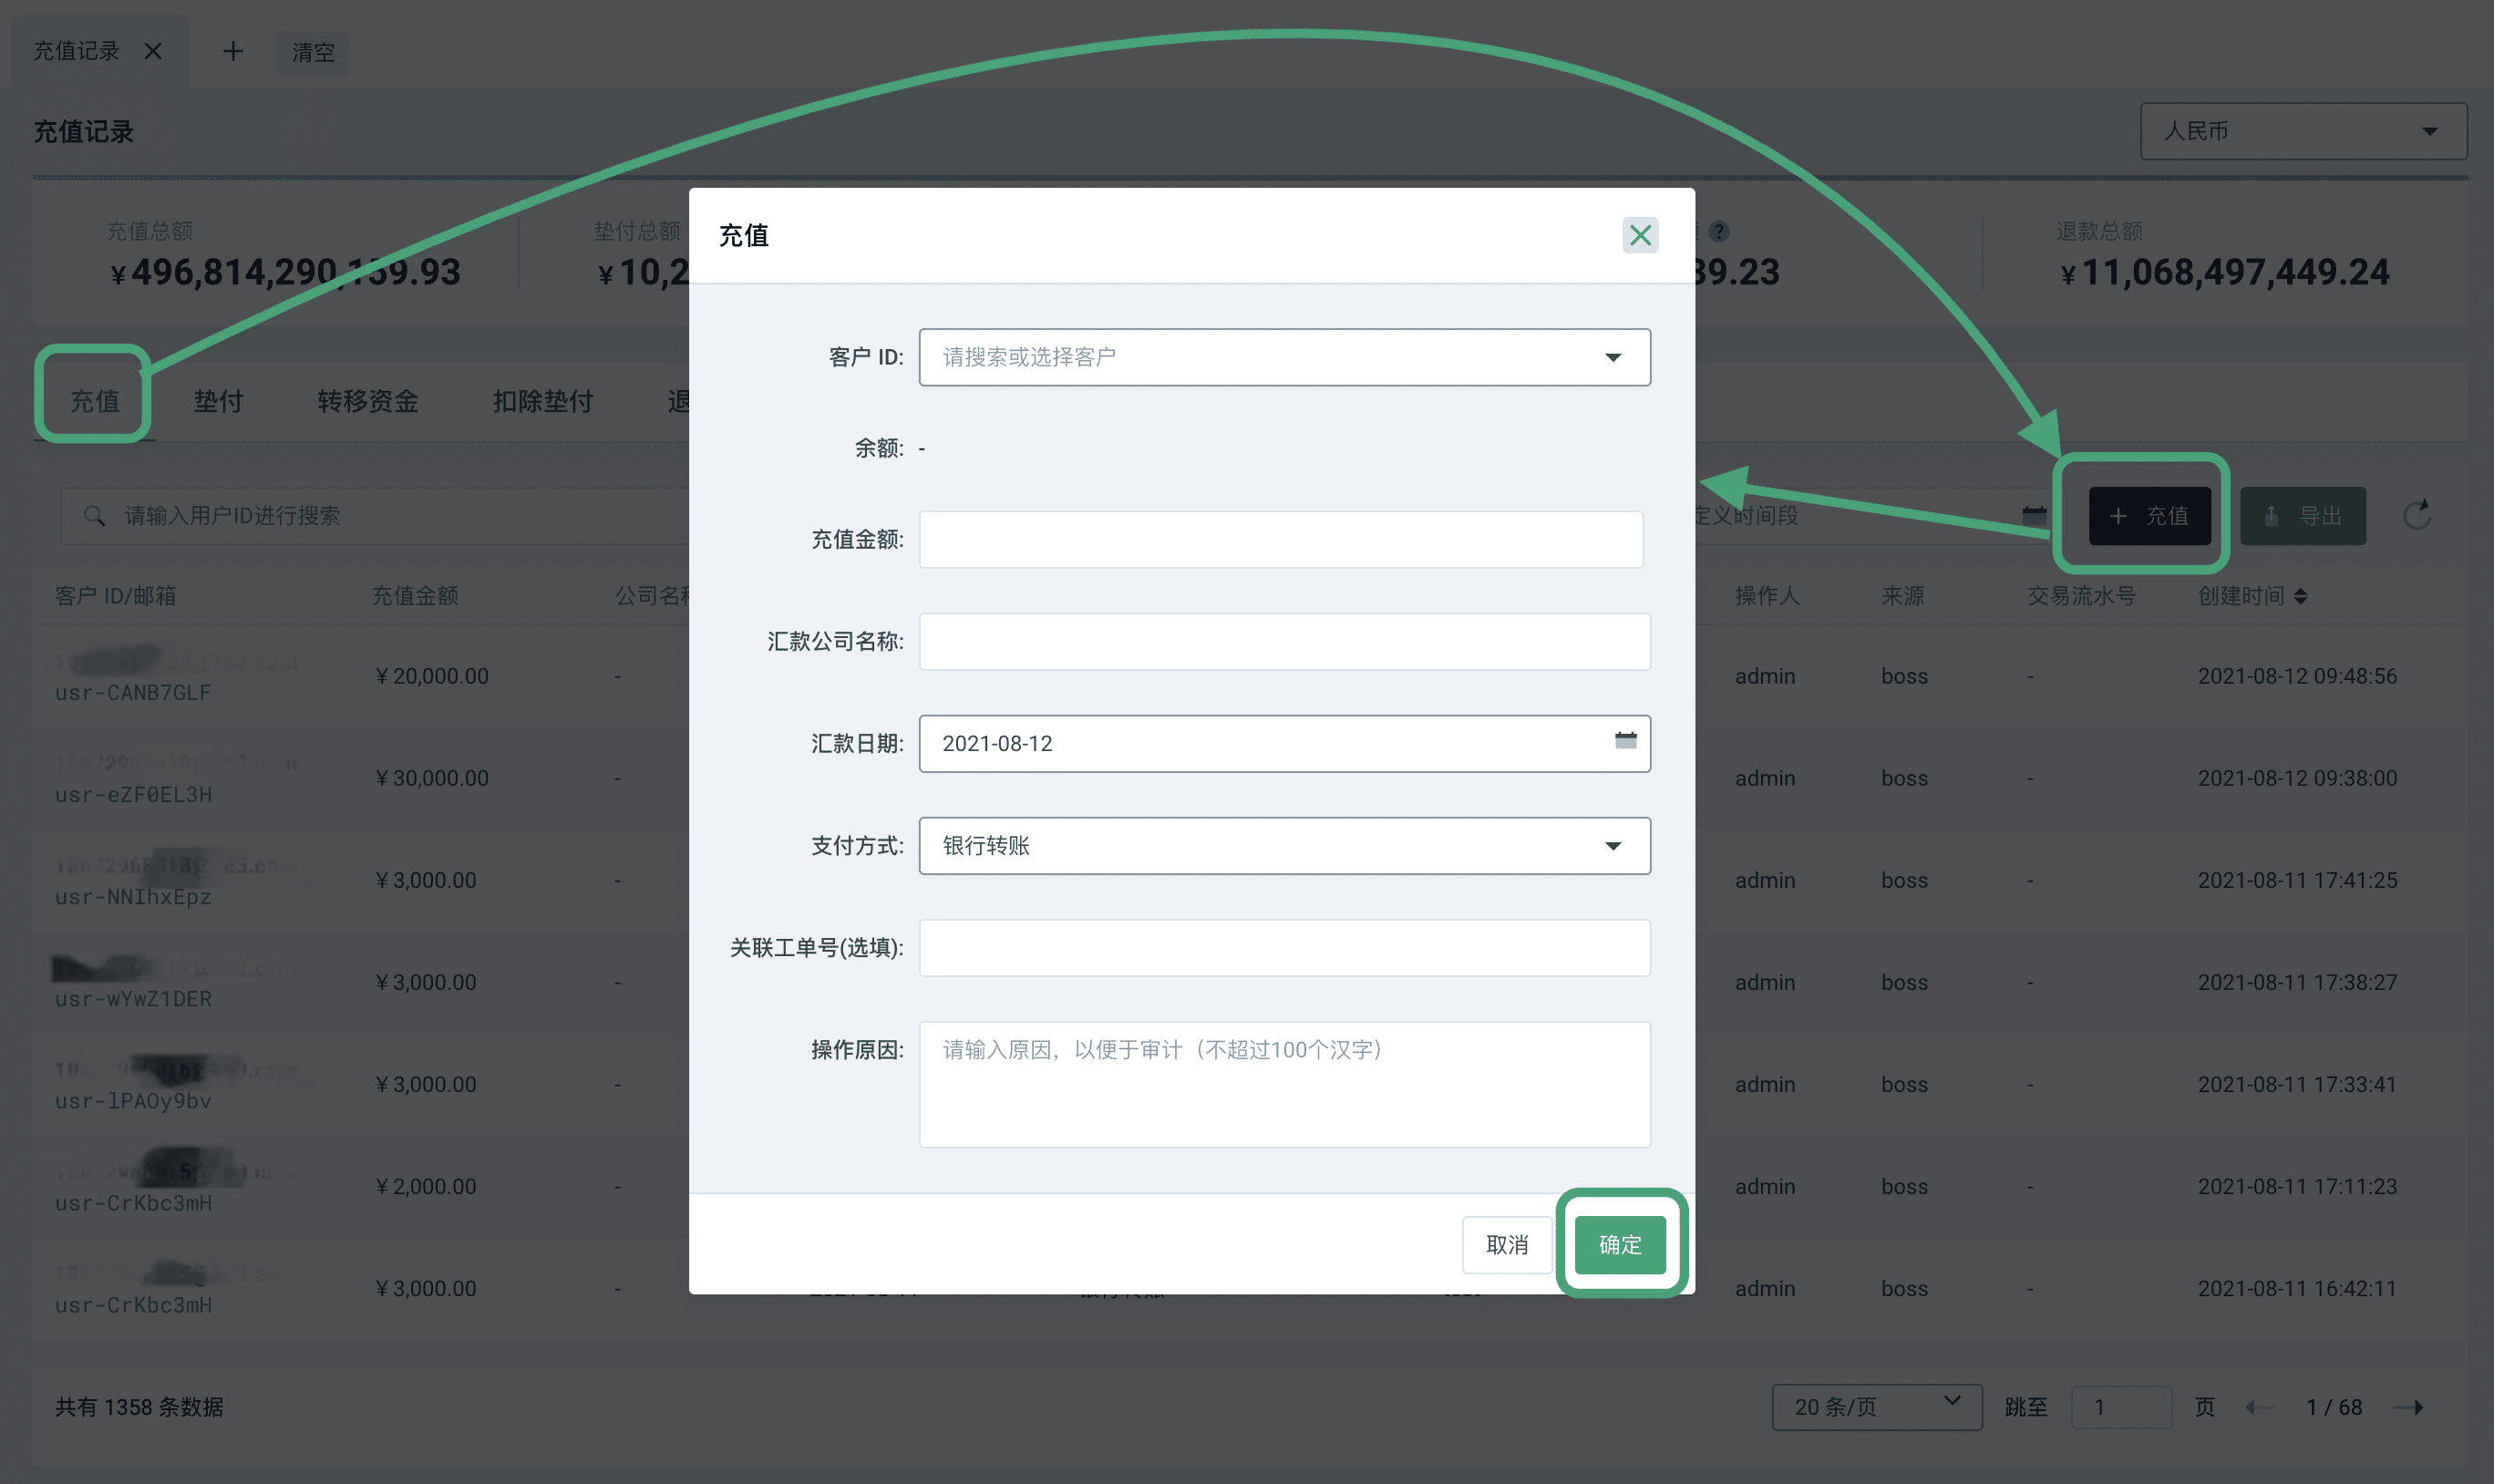 充值记录
清空
充值记录
人民币
充值总额
垫付总额
退款总额
¥496,814,290,159.93
¥10,2
39.23
¥11,068,497,449.24
充值
垫付
转移资金
扣除垫付
退
请输入用户ID进行搜索
定义时间段
+ 充值
导出
客户 ID/邮箱
充值金额
公司名称
操作人
来源
交易流水号
创建时间
usr-CANB7GLF
¥20,000.00
-
admin
boss
-
2021-08-12 09:48:56
usr-eZF0EL3H
¥30,000.00
-
admin
boss
-
2021-08-12 09:38:00
usr-NNIhxEpz
¥3,000.00
-
admin
boss
-
2021-08-11 17:41:25
usr-wYwZ1DER
¥3,000.00
-
admin
boss
-
2021-08-11 17:38:27
usr-lPAOy9bv
¥3,000.00
-
admin
boss
-
2021-08-11 17:33:41
usr-CrKbc3mH
¥2,000.00
-
admin
boss
-
2021-08-11 17:11:23
usr-CrKbc3mH
¥3,000.00
-
admin
boss
-
2021-08-11 16:42:11
共有 1358 条数据
20 条/页
跳至
1
页
1 / 68
充值
客户 ID:
请搜索或选择客户
余额: -
充值金额:
汇款公司名称:
汇款日期:
2021-08-12
支付方式:
银行转账
关联工单号(选填):
操作原因:
请输入原因，以便于审计（不超过100个汉字）
取消
确定